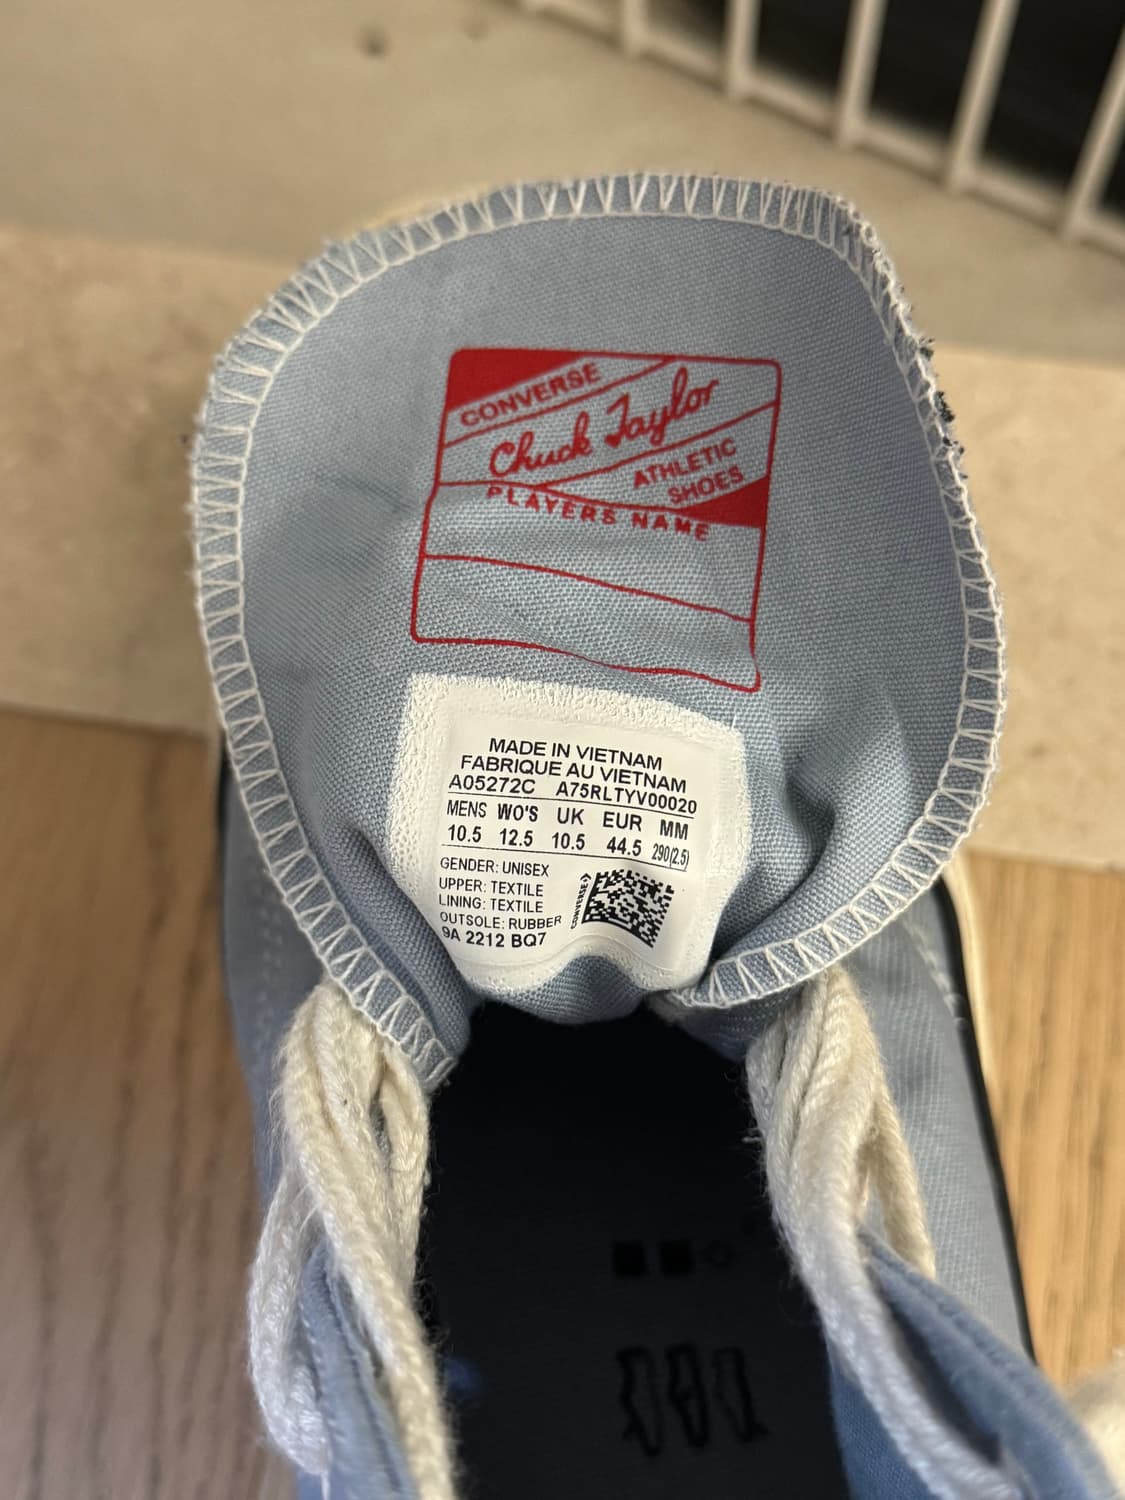 CONVERSE
Chuck Taylor
ATHLETIC
SHOES
PLAYERS NAME
MADE IN VIETNAM
FABRIQUE AU VIETNAM
A05272C A75RLTYV00020
MENS WO'S UK EUR MM
10.5 12.5 10.5 44.5 290(2.5)
GENDER: UNISEX
UPPER: TEXTILE
LINING: TEXTILE
OUTSOLE: RUBBER
9A 2212 BQ7
CONVERSE